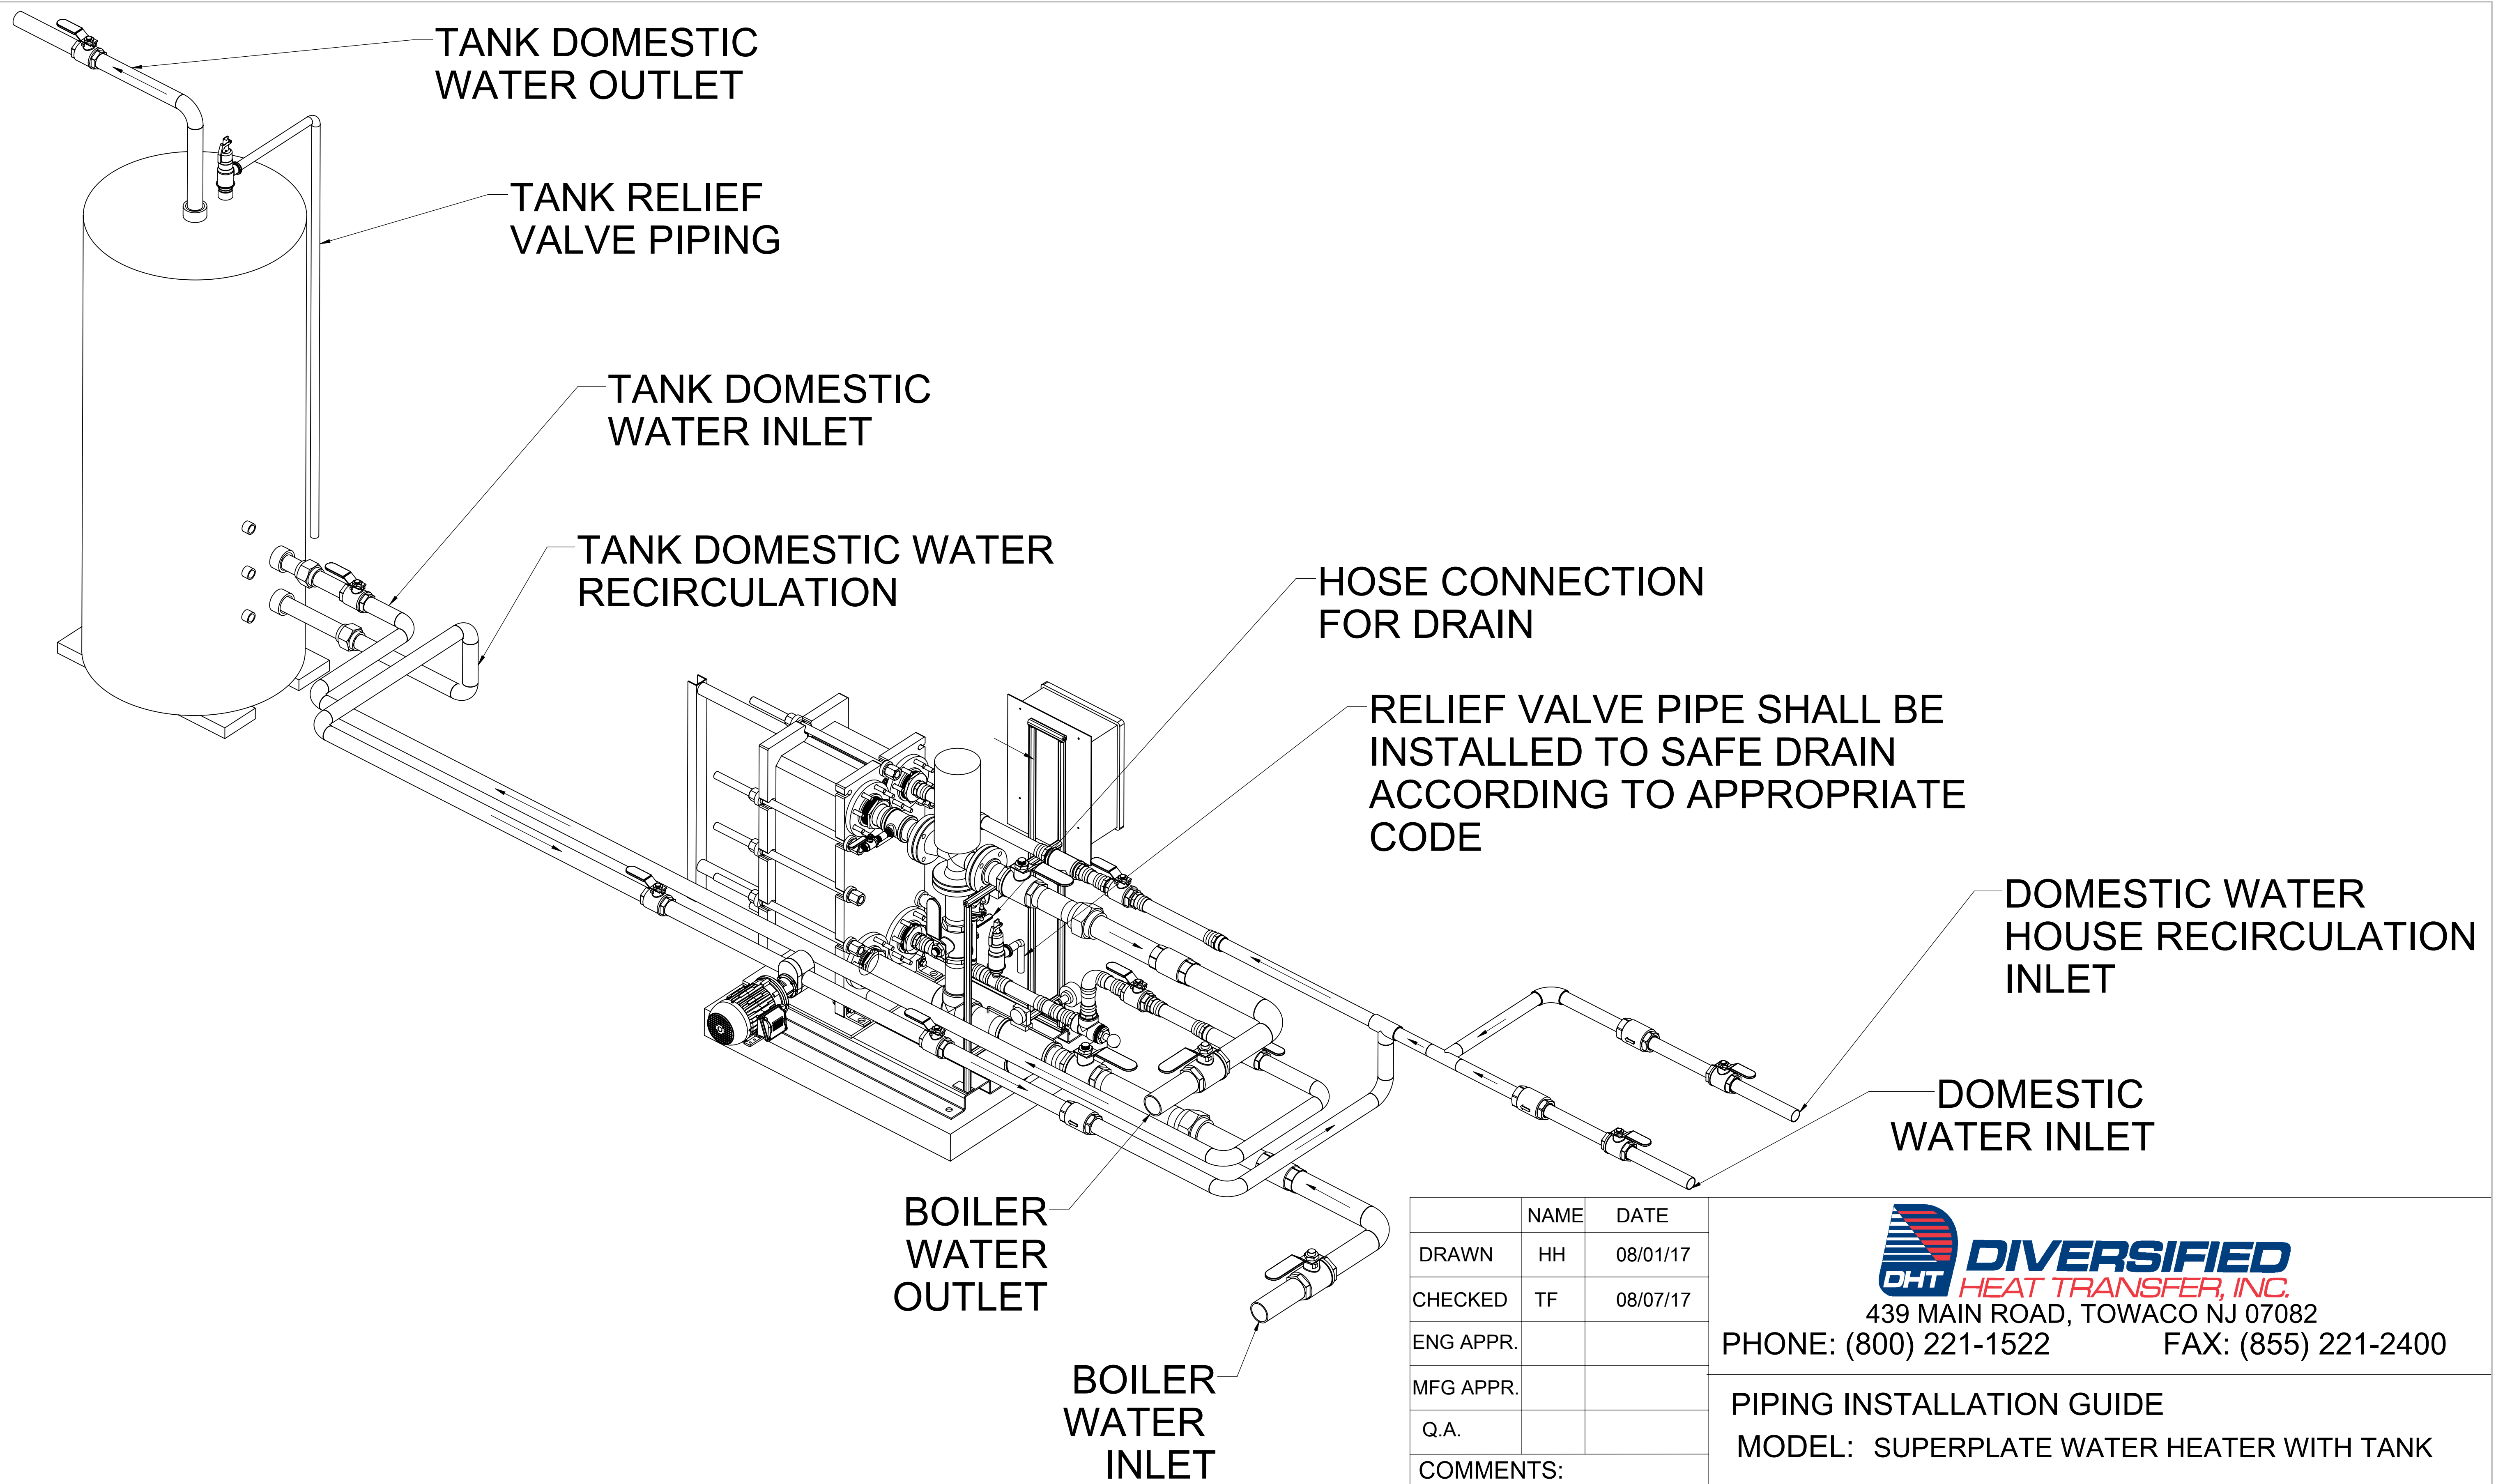 TANK DOMESTIC
WATER OUTLET
TANK RELIEF
VALVE PIPING
TANK DOMESTIC
WATER INLET
TANK DOMESTIC WATER
RECIRCULATION
HOSE CONNECTION
FOR DRAIN
RELIEF VALVE PIPE SHALL BE
INSTALLED TO SAFE DRAIN
ACCORDING TO APPROPRIATE
CODE
DOMESTIC WATER
HOUSE RECIRCULATION
INLET
DOMESTIC
WATER INLET
BOILER
WATER
OUTLET
BOILER
WATER
INLET
NAME DATE
DRAWN HH 08/01/17
CHECKED TF 08/07/17
ENG APPR.
MFG APPR.
Q.A.
COMMENTS:
DHT
DIVERSIFIED
HEAT TRANSFER, INC.
439 MAIN ROAD, TOWACO NJ 07082
PHONE: (800) 221-1522 FAX: (855) 221-2400
PIPING INSTALLATION GUIDE
MODEL: SUPERPLATE WATER HEATER WITH TANK